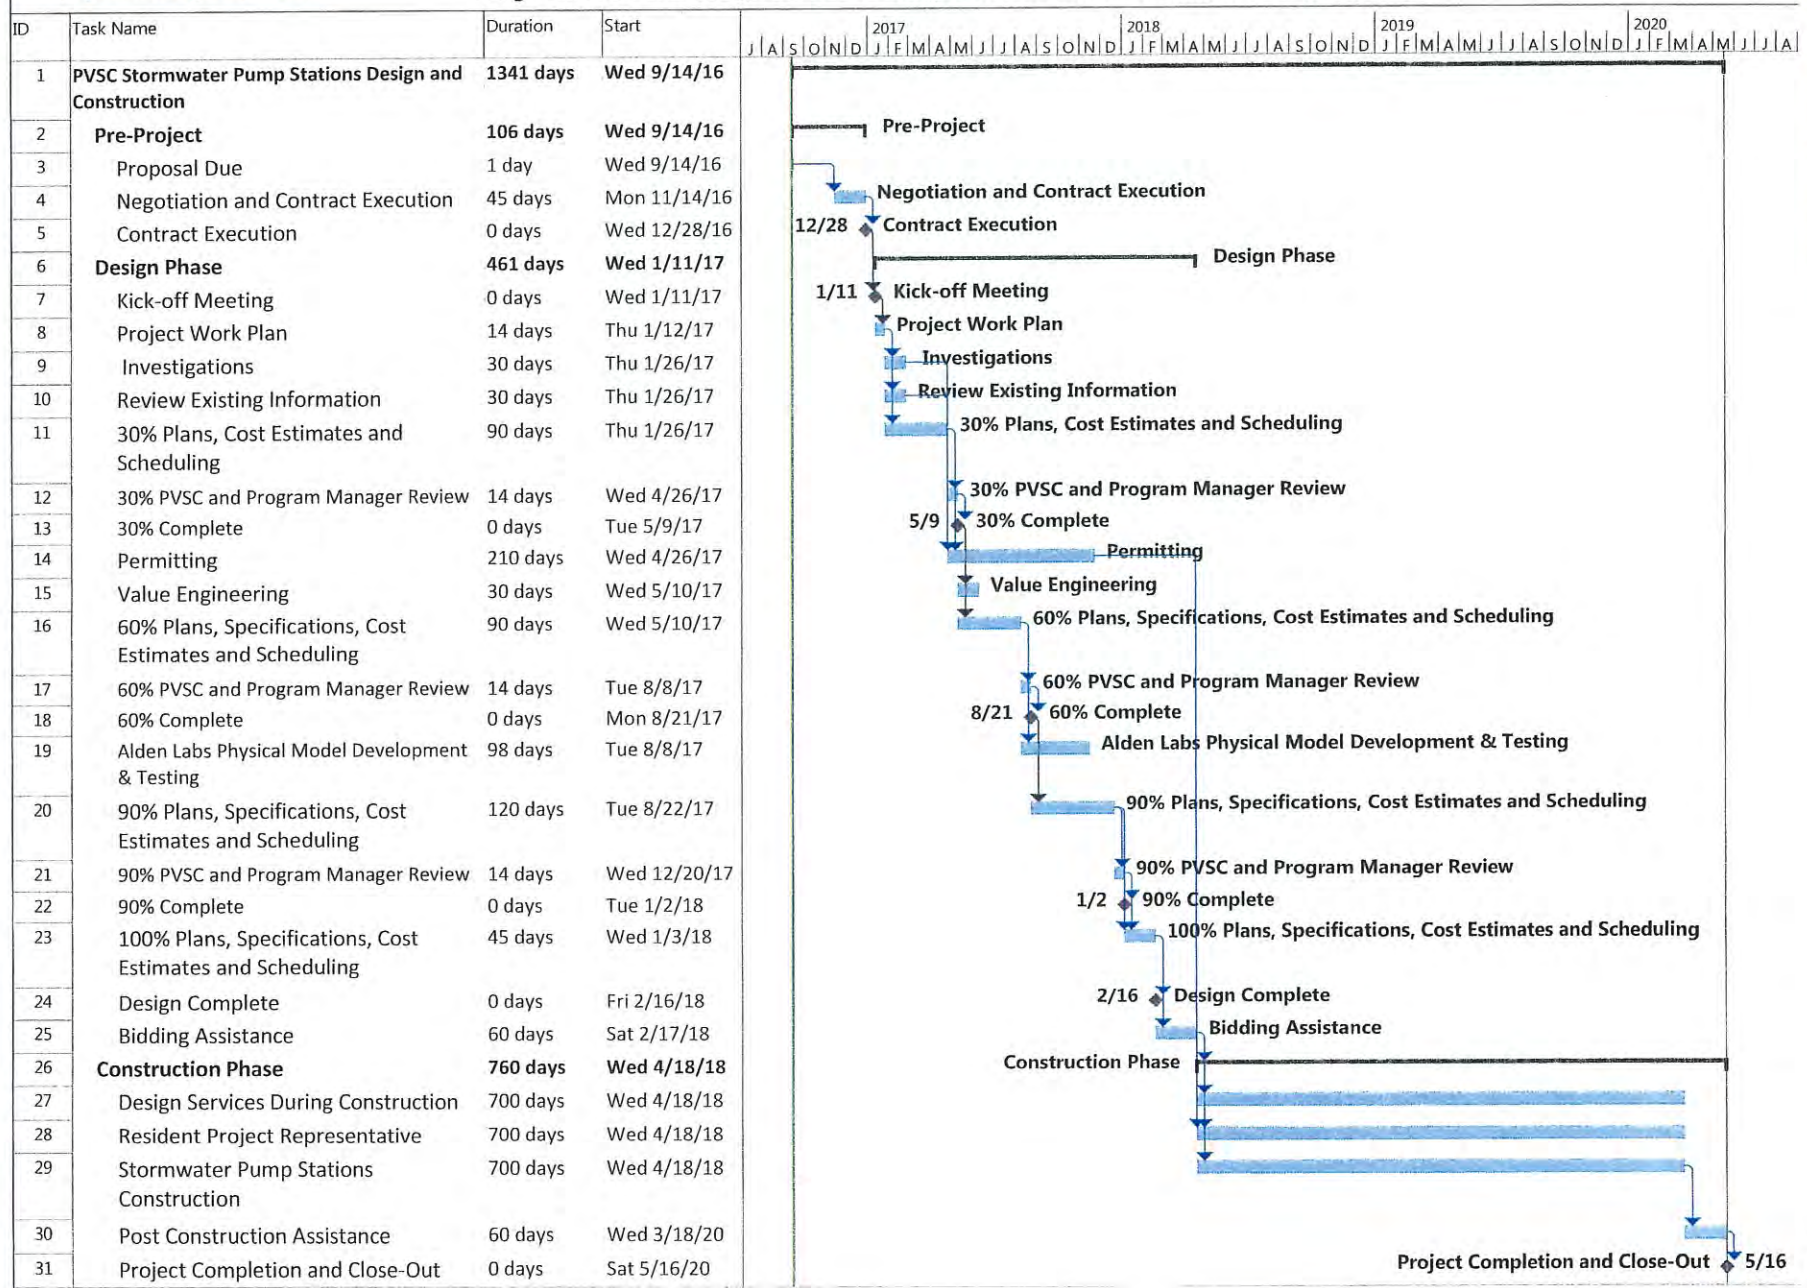 ID Task Name Duration Start 2017 2018 2019 2020
J A S O N D J F M A M J J A S O N D J F M A M J J A S O N D J F M A M J J A S O N D J F M A M J J A
1 PVSC Stormwater Pump Stations Design and 1341 days Wed 9/14/16
Construction
2 Pre-Project 106 days Wed 9/14/16 Pre-Project
3 Proposal Due 1 day Wed 9/14/16
4 Negotiation and Contract Execution 45 days Mon 11/14/16 Negotiation and Contract Execution
5 Contract Execution 0 days Wed 12/28/16 12/28 Contract Execution
6 Design Phase 461 days Wed 1/11/17 Design Phase
7 Kick-off Meeting 0 days Wed 1/11/17 1/11 Kick-off Meeting
8 Project Work Plan 14 days Thu 1/12/17 Project Work Plan
9 Investigations 30 days Thu 1/26/17 Investigations
10 Review Existing Information 30 days Thu 1/26/17 Review Existing Information
11 30% Plans, Cost Estimates and 90 days Thu 1/26/17 30% Plans, Cost Estimates and Scheduling
Scheduling
12 30% PVSC and Program Manager Review 14 days Wed 4/26/17 30% PVSC and Program Manager Review
13 30% Complete 0 days Tue 5/9/17 5/9 30% Complete
14 Permitting 210 days Wed 4/26/17 Permitting
15 Value Engineering 30 days Wed 5/10/17 Value Engineering
16 60% Plans, Specifications, Cost 90 days Wed 5/10/17 60% Plans, Specifications, Cost Estimates and Scheduling
Estimates and Scheduling
17 60% PVSC and Program Manager Review 14 days Tue 8/8/17 60% PVSC and Program Manager Review
18 60% Complete 0 days Mon 8/21/17 8/21 60% Complete
19 Alden Labs Physical Model Development 98 days Tue 8/8/17 Alden Labs Physical Model Development & Testing
& Testing
20 90% Plans, Specifications, Cost 120 days Tue 8/22/17 90% Plans, Specifications, Cost Estimates and Scheduling
Estimates and Scheduling
21 90% PVSC and Program Manager Review 14 days Wed 12/20/17 90% PVSC and Program Manager Review
22 90% Complete 0 days Tue 1/2/18 1/2 90% Complete
23 100% Plans, Specifications, Cost 45 days Wed 1/3/18 100% Plans, Specifications, Cost Estimates and Scheduling
Estimates and Scheduling
24 Design Complete 0 days Fri 2/16/18 2/16 Design Complete
25 Bidding Assistance 60 days Sat 2/17/18 Bidding Assistance
26 Construction Phase 760 days Wed 4/18/18 Construction Phase
27 Design Services During Construction 700 days Wed 4/18/18
28 Resident Project Representative 700 days Wed 4/18/18
29 Stormwater Pump Stations 700 days Wed 4/18/18
Construction
30 Post Construction Assistance 60 days Wed 3/18/20
31 Project Completion and Close-Out 0 days Sat 5/16/20 Project Completion and Close-Out 5/16